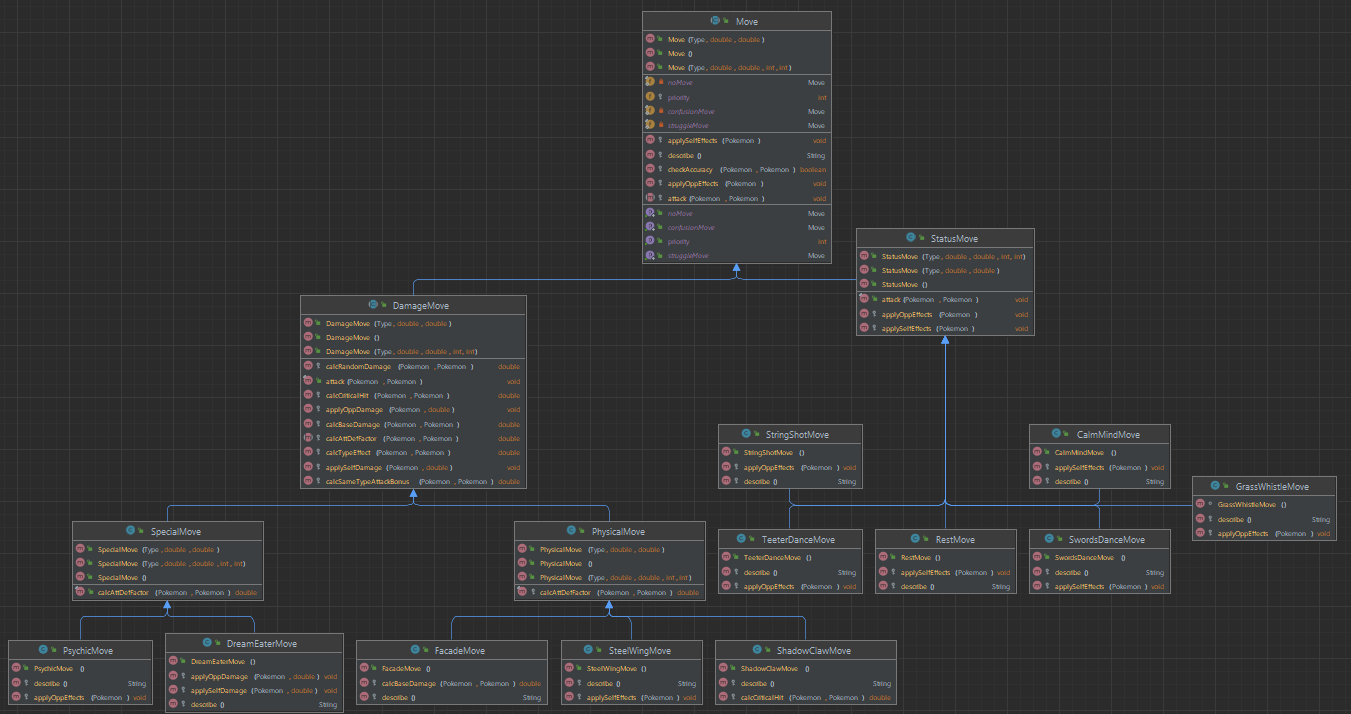 Move
Move (Type, double, double)
Move ()
Move (Type, double, double, int, int)
noMove Move
priority int
confusionMove Move
struggleMove Move
applySelfEffects (Pokemon) void
describe () String
checkAccuracy (Pokemon, Pokemon) boolean
applyOppEffects (Pokemon) void
attack (Pokemon, Pokemon) void
noMove Move
confusionMove Move
priority int
struggleMove Move
StatusMove
StatusMove (Type, double, double, int, int)
StatusMove (Type, double, double)
StatusMove ()
attack (Pokemon, Pokemon) void
applyOppEffects (Pokemon) void
applySelfEffects (Pokemon) void
DamageMove
DamageMove (Type, double, double)
DamageMove ()
DamageMove (Type, double, double, int, int)
calcRandomDamage (Pokemon, Pokemon) double
attack (Pokemon, Pokemon) void
calcCriticalHit (Pokemon, Pokemon) double
applyOppDamage (Pokemon, double) void
calcBaseDamage (Pokemon, Pokemon) double
calcAttDefFactor (Pokemon, Pokemon) double
calcTypeEffect (Pokemon, Pokemon) double
applySelfDamage (Pokemon, double) void
calcSameTypeAttackBonus (Pokemon, Pokemon) double
StringShotMove
StringShotMove ()
applyOppEffects (Pokemon) void
describe () String
CalmMindMove
CalmMindMove ()
applySelfEffects (Pokemon) void
describe () String
GrassWhistleMove
GrassWhistleMove ()
describe () String
applyOppEffects (Pokemon) void
SpecialMove
SpecialMove (Type, double, double)
SpecialMove (Type, double, double, int, int)
SpecialMove ()
calcAttDefFactor (Pokemon, Pokemon) double
PhysicalMove
PhysicalMove (Type, double, double)
PhysicalMove ()
PhysicalMove (Type, double, double, int, int)
calcAttDefFactor (Pokemon, Pokemon) double
TeeterDanceMove
TeeterDanceMove ()
describe () String
applyOppEffects (Pokemon) void
RestMove
RestMove ()
applySelfEffects (Pokemon) void
describe () String
SwordsDanceMove
SwordsDanceMove ()
describe () String
applySelfEffects (Pokemon) void
PsychicMove
PsychicMove ()
describe () String
applyOppEffects (Pokemon) void
DreamEaterMove
DreamEaterMove ()
applyOppDamage (Pokemon, double) void
applySelfDamage (Pokemon, double) void
describe () String
FacadeMove
FacadeMove ()
calcBaseDamage (Pokemon, Pokemon) double
describe () String
SteelWingMove
SteelWingMove ()
describe () String
applySelfEffects (Pokemon) void
ShadowClawMove
ShadowClawMove ()
describe () String
calcCriticalHit (Pokemon, Pokemon) double